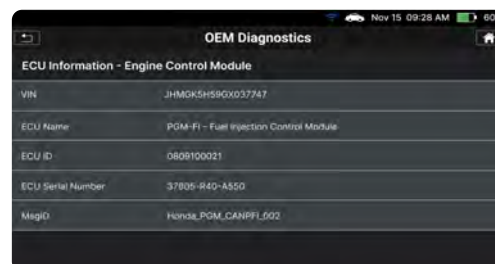 Nov 15 09:28 AM 60
OEM Diagnostics
ECU Information - Engine Control Module
VIN JHMGK5H59GX037747
ECU Name PGM-FI - Fuel Injection Control Module
ECU ID 0809100021
ECU Serial Number 37805-R40-A550
MsgID Honda_PGM_CANPFI_002